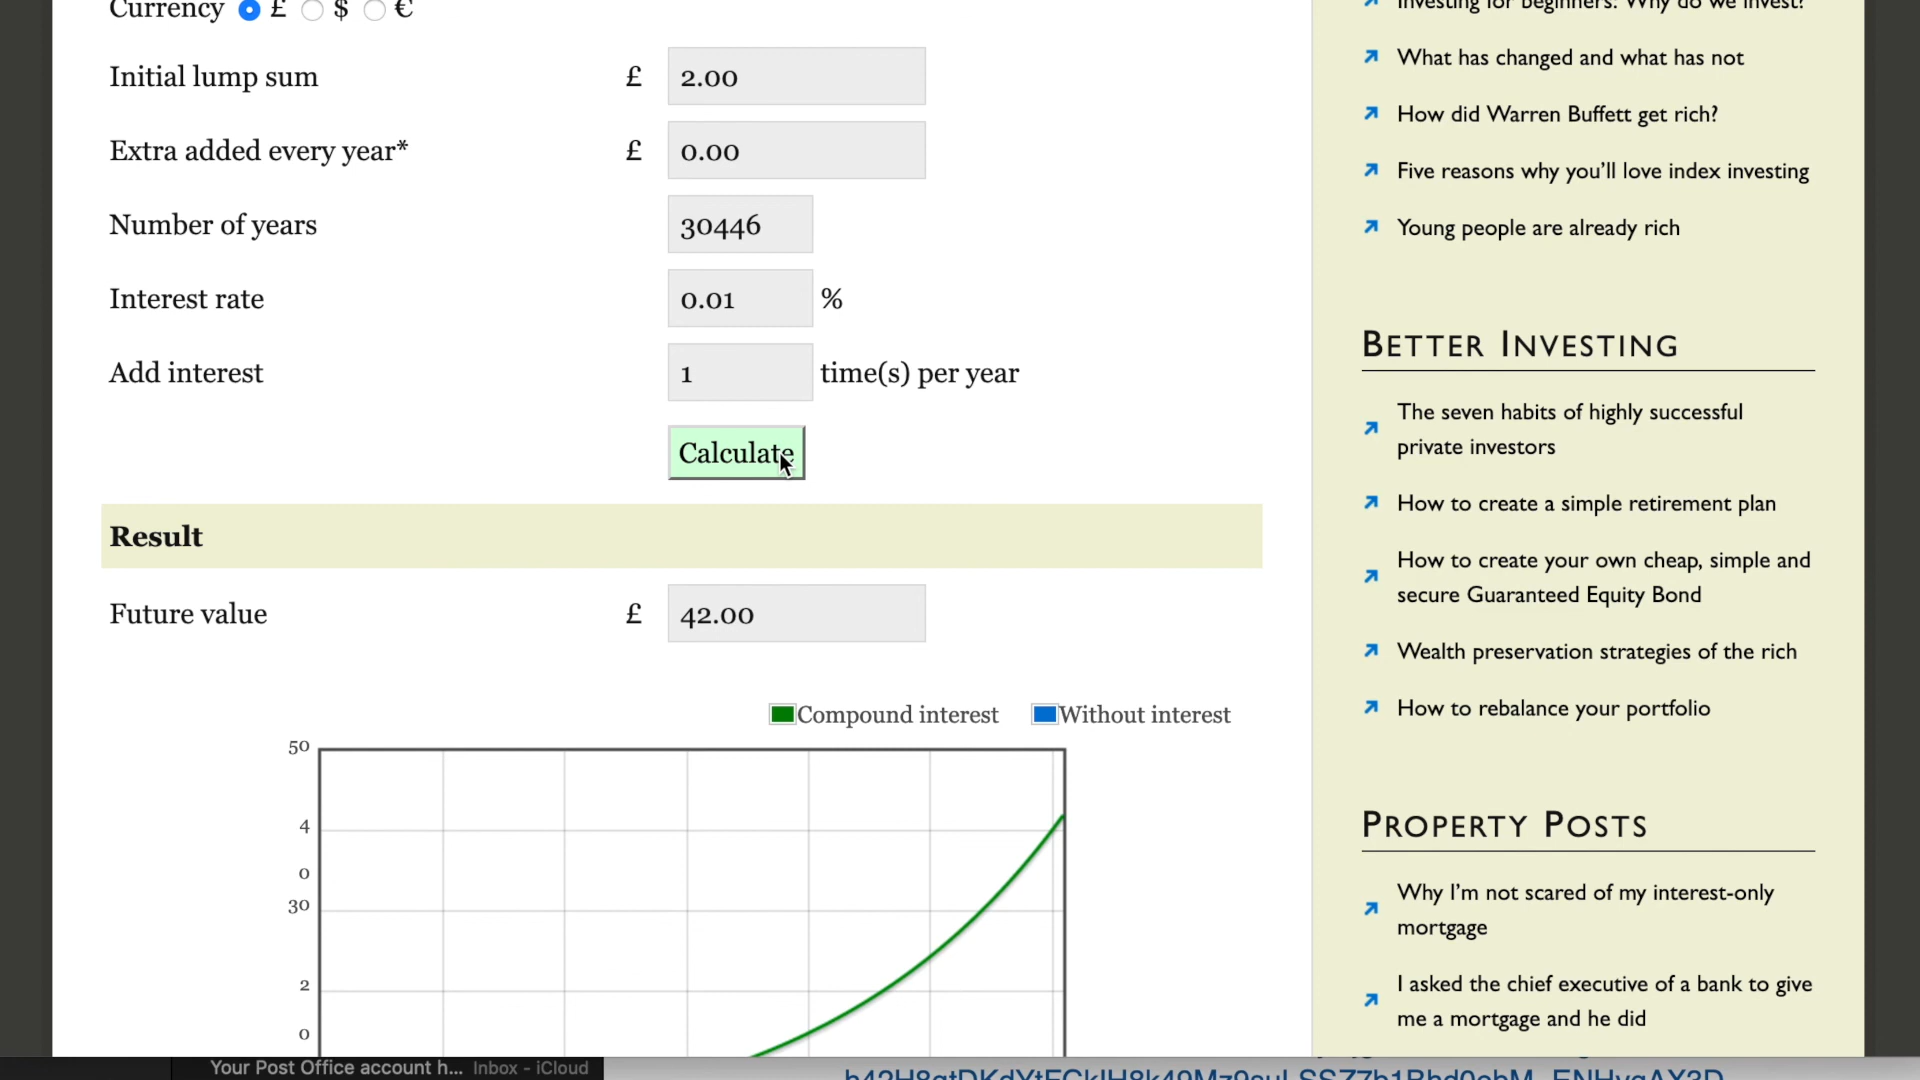 Currency £ $ €
Initial lump sum £ 2.00
Extra added every year* £ 0.00
Number of years 30446
Interest rate 0.01 %
Add interest 1 time(s) per year
Calculate
Result
Future value £ 42.00
Compound interest Without interest
50
4
0
30
2
0
Investing for beginners: Why do we invest?
What has changed and what has not
How did Warren Buffett get rich?
Five reasons why you'll love index investing
Young people are already rich
BETTER INVESTING
The seven habits of highly successful
private investors
How to create a simple retirement plan
How to create your own cheap, simple and
secure Guaranteed Equity Bond
Wealth preservation strategies of the rich
How to rebalance your portfolio
PROPERTY POSTS
Why I'm not scared of my interest-only
mortgage
I asked the chief executive of a bank to give
me a mortgage and he did
Your Post Office account h... Inbox - iCloud